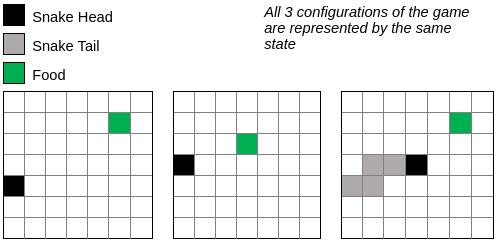 Snake Head
Snake Tail
Food
All 3 configurations of the game
are represented by the same
state